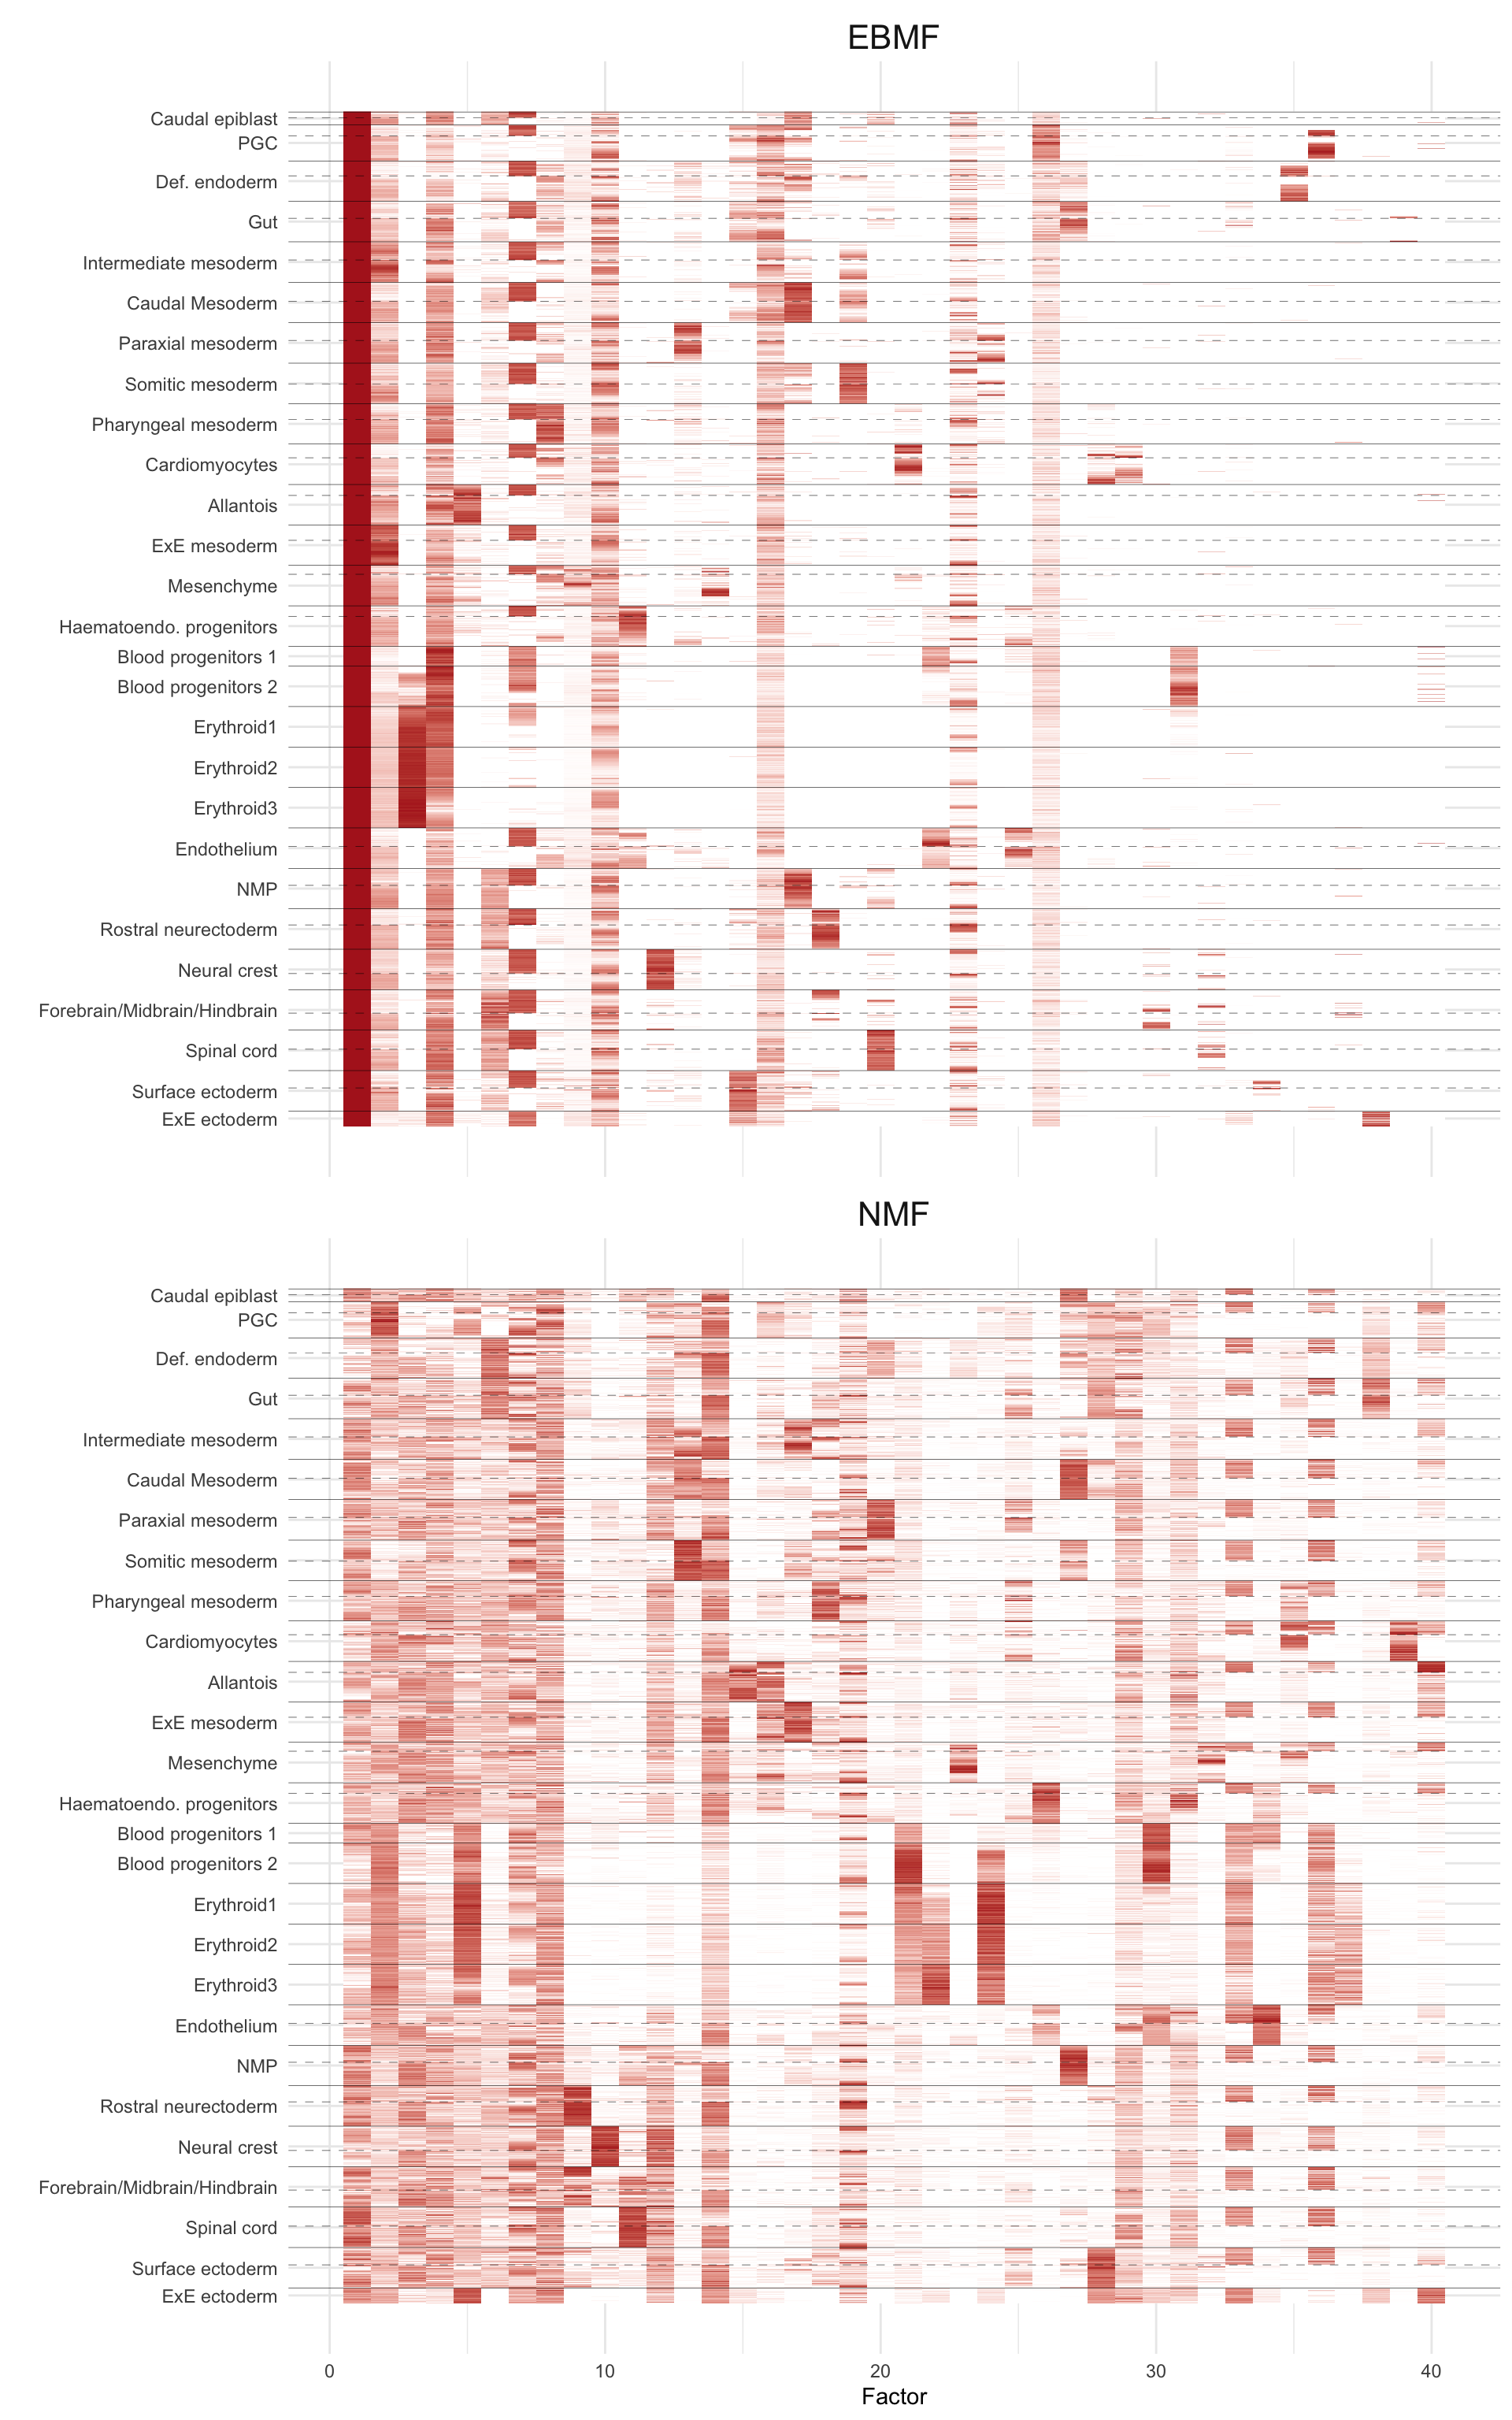 EBMF
Caudal epiblast
PGC
Def. endoderm
Gut
Intermediate mesoderm
Caudal Mesoderm
Paraxial mesoderm
Somitic mesoderm
Pharyngeal mesoderm
Cardiomyocytes
Allantois
ExE mesoderm
Mesenchyme
Haematoendo. progenitors
Blood progenitors 1
Blood progenitors 2
Erythroid1
Erythroid2
Erythroid3
Endothelium
NMP
Rostral neurectoderm
Neural crest
Forebrain/Midbrain/Hindbrain
Spinal cord
Surface ectoderm
ExE ectoderm
NMF
Caudal epiblast
PGC
Def. endoderm
Gut
Intermediate mesoderm
Caudal Mesoderm
Paraxial mesoderm
Somitic mesoderm
Pharyngeal mesoderm
Cardiomyocytes
Allantois
ExE mesoderm
Mesenchyme
Haematoendo. progenitors
Blood progenitors 1
Blood progenitors 2
Erythroid1
Erythroid2
Erythroid3
Endothelium
NMP
Rostral neurectoderm
Neural crest
Forebrain/Midbrain/Hindbrain
Spinal cord
Surface ectoderm
ExE ectoderm
0 10 20 30 40
Factor